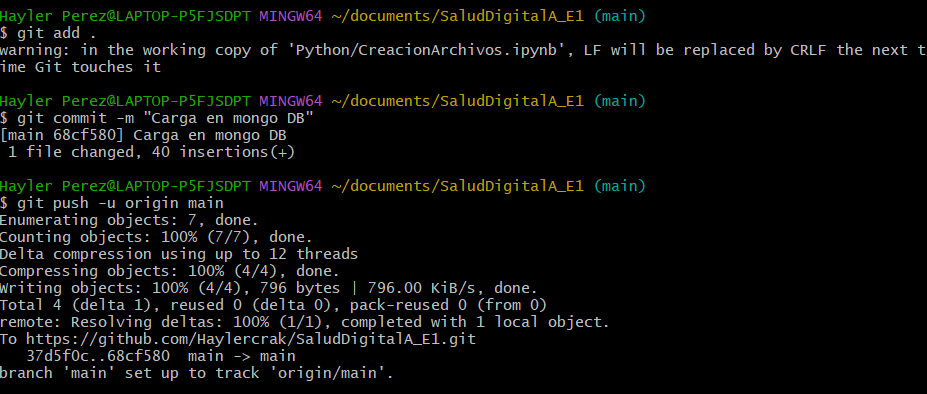 Hayler Perez@LAPTOP-P5FJSDPT MINGW64 ~/documents/SaludDigitalA_E1 (main)
$ git add .
warning: in the working copy of 'Python/CreacionArchivos.ipynb', LF will be replaced by CRLF the next t
ime Git touches it
Hayler Perez@LAPTOP-P5FJSDPT MINGW64 ~/documents/SaludDigitalA_E1 (main)
$ git commit -m "Carga en mongo DB"
[main 68cf580] Carga en mongo DB
 1 file changed, 40 insertions(+)
Hayler Perez@LAPTOP-P5FJSDPT MINGW64 ~/documents/SaludDigitalA_E1 (main)
$ git push -u origin main
Enumerating objects: 7, done.
Counting objects: 100% (7/7), done.
Delta compression using up to 12 threads
Compressing objects: 100% (4/4), done.
Writing objects: 100% (4/4), 796 bytes | 796.00 KiB/s, done.
Total 4 (delta 1), reused 0 (delta 0), pack-reused 0 (from 0)
remote: Resolving deltas: 100% (1/1), completed with 1 local object.
To https://github.com/Haylercrak/SaludDigitalA_E1.git
   37d5f0c..68cf580  main -> main
branch 'main' set up to track 'origin/main'.